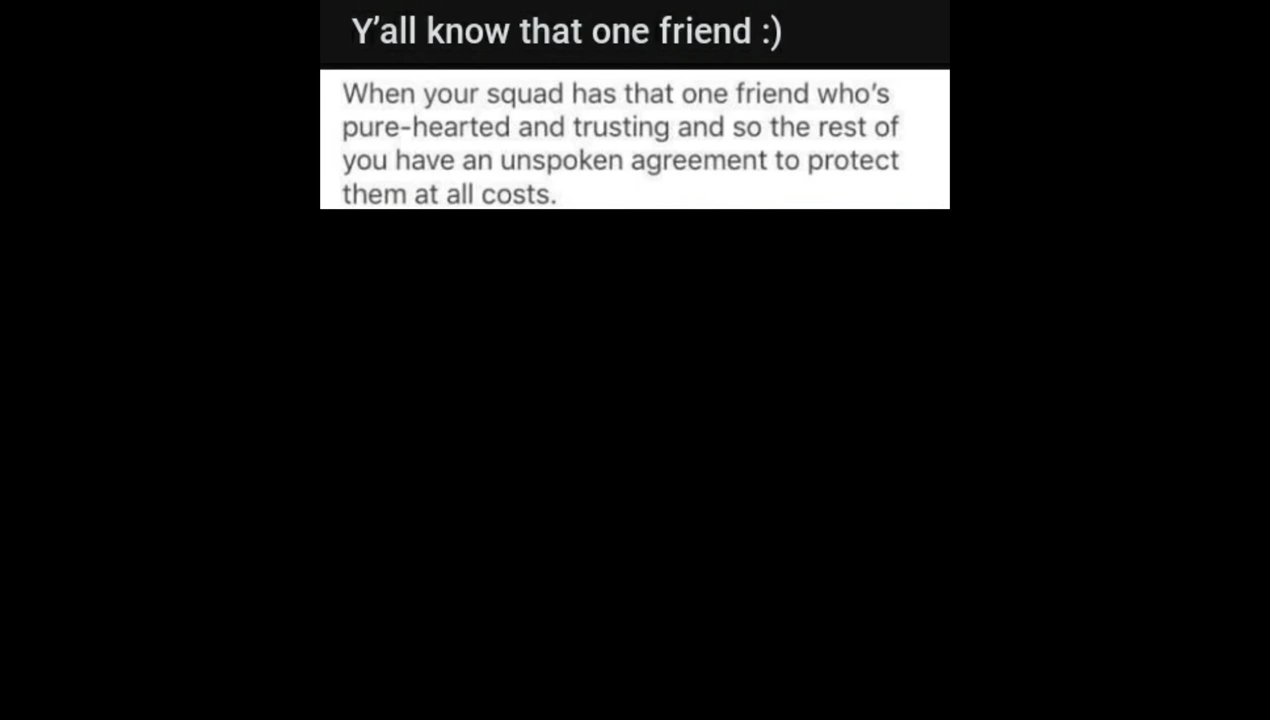 Y’all know that one friend :)
When your squad has that one friend who’s
pure-hearted and trusting and so the rest of
you have an unspoken agreement to protect
them at all costs.